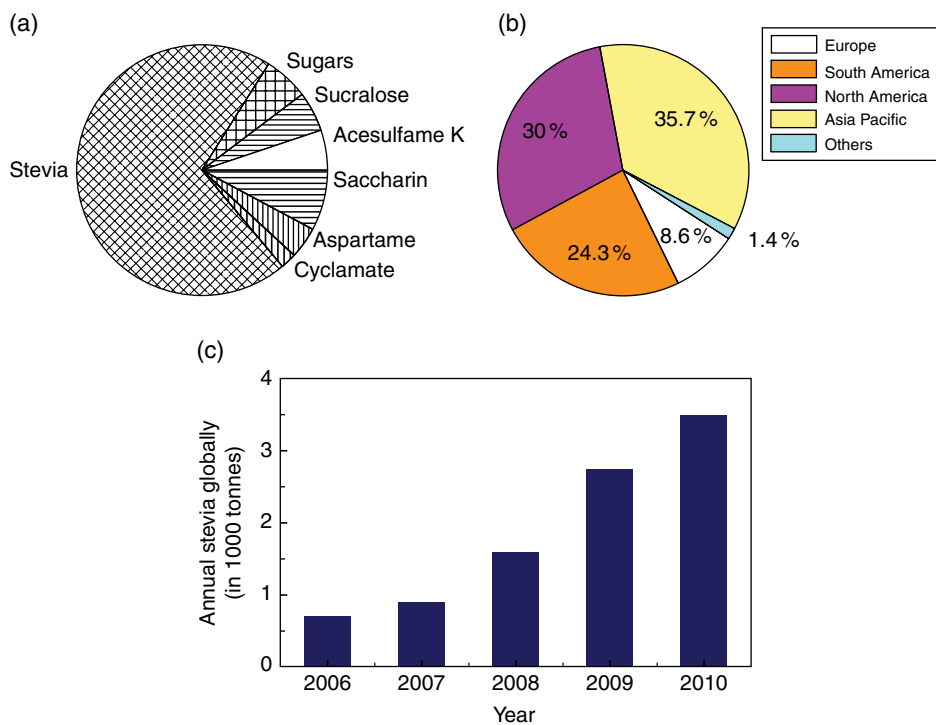 (a)
Sugars
Sucralose
Acesulfame K
Stevia
Saccharin
Aspartame
Cyclamate
(b)
Europe
South America
North America
Asia Pacific
Others
35.7 %
30 %
24.3 %
8.6 %
1.4 %
(c)
Annual stevia globally
(in 1000 tonnes)
4
3
2
1
0
2006 2007 2008 2009 2010
Year